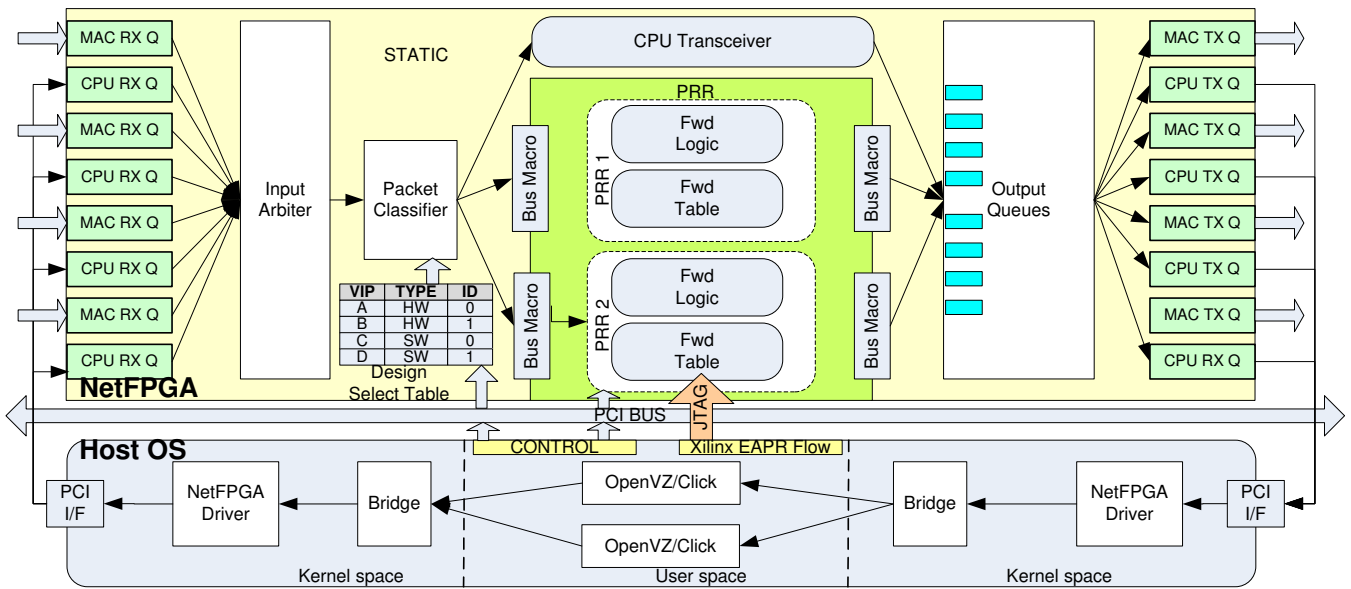 MAC RX Q
CPU RX Q
MAC RX Q
CPU RX Q
MAC RX Q
CPU RX Q
MAC RX Q
CPU RX Q
NetFPGA
STATIC
Input
Arbiter
Packet
Classifier
VIP TYPE ID
A HW 0
B HW 1
C SW 0
D SW 1
Design
Select Table
CPU Transceiver
PRR
Bus Macro
PRR 1
Fwd
Logic
Fwd
Table
Bus Macro
Bus Macro
PRR 2
Fwd
Logic
Fwd
Table
Bus Macro
Output
Queues
MAC TX Q
CPU TX Q
MAC TX Q
CPU TX Q
MAC TX Q
CPU TX Q
MAC TX Q
CPU RX Q
JTAG
PCI BUS
Host OS
CONTROL
Xilinx EAPR Flow
PCI
I/F
NetFPGA
Driver
Bridge
OpenVZ/Click
OpenVZ/Click
Bridge
NetFPGA
Driver
PCI
I/F
Kernel space
User space
Kernel space